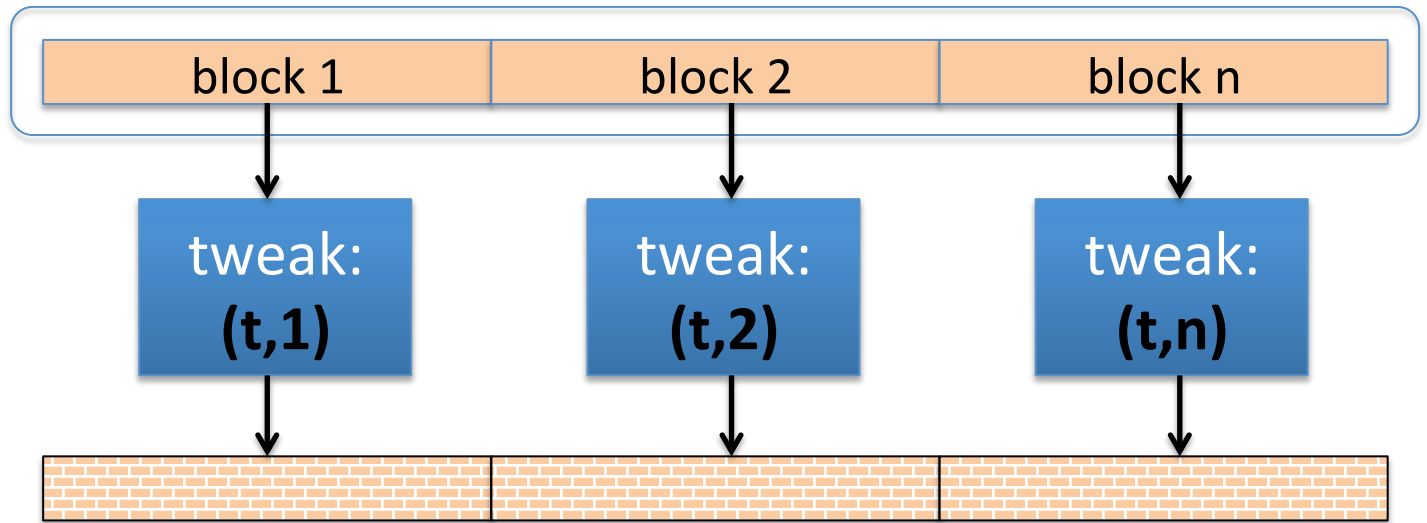 block 1 block 2 block n
tweak: tweak: tweak:
(t,1) (t,2) (t,n)